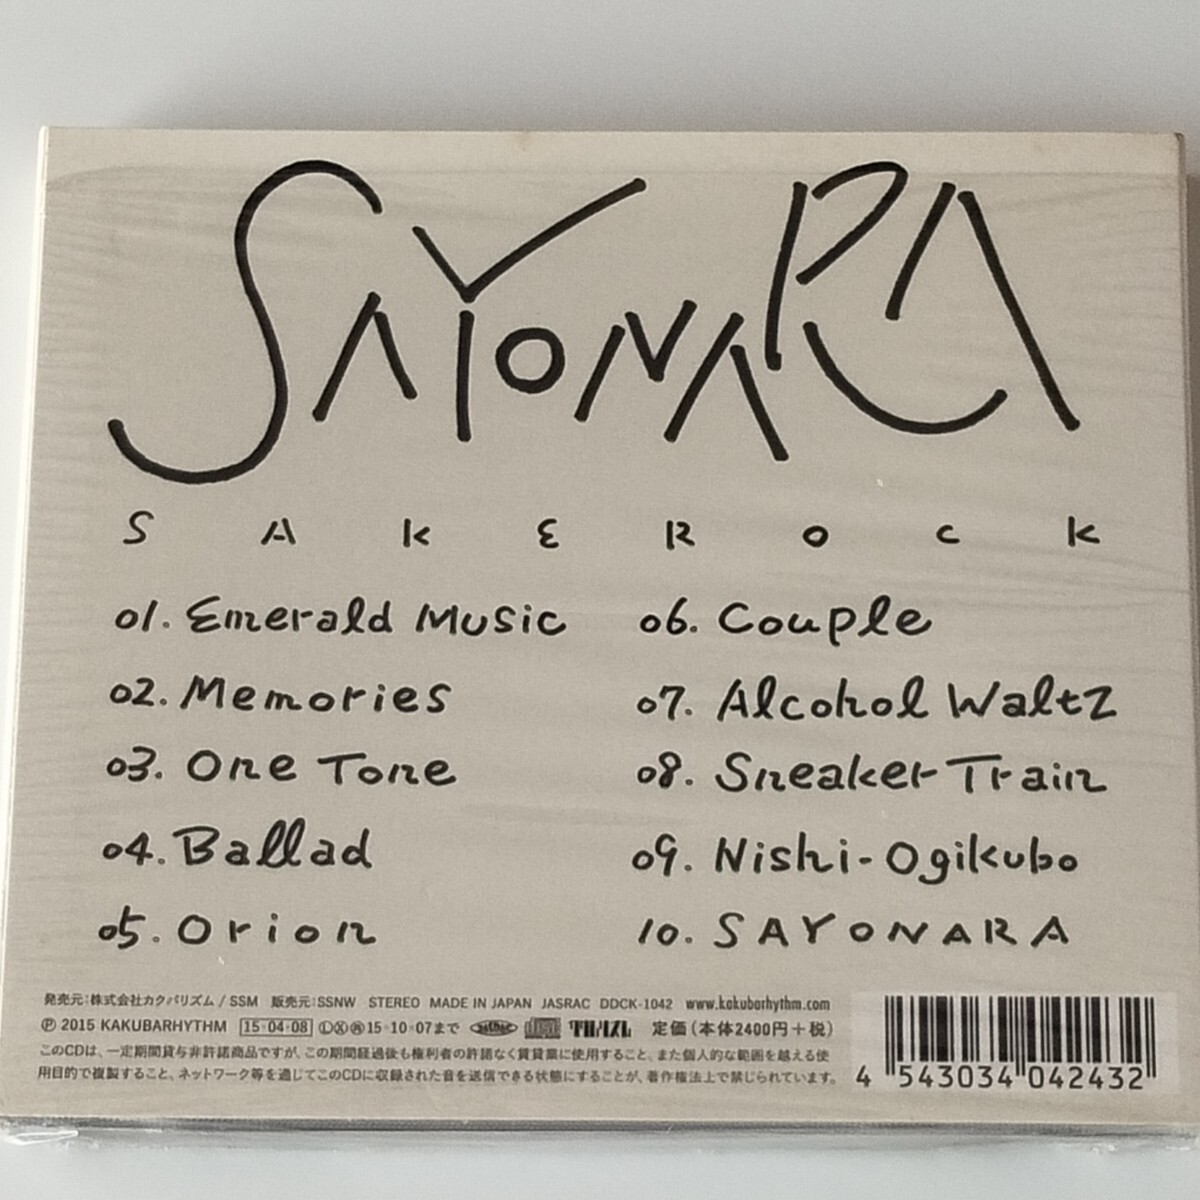 SAYONARA
SAKEROCK
01. Emerald Music
02. Memories
03. One Tone
04. Ballad
05. Orion
06. Couple
07. Alcohol Waltz
08. Sneaker Train
09. Nishi-Ogikubo
10. SAYONARA
発売元:株式会社カクバリズム / SSM 販売元:SSNW STEREO MADE IN JAPAN JASRAC DDCK-1042 www.kakubarhythm.com
Ⓟ 2015 KAKUBARHYTHM 15・04・08 Ⓛ Ⓧ 15・10・07まで 定価(本体2400円+税)
このCDは、一定期間貸与非許諾商品ですが、この期間経過後も権利者の許諾なく賃貸業に使用すること、また個人的な範囲を越える使
用目的で複製すること、ネットワーク等を通じてこのCDに収録された音を送信できる状態にすることが、著作権法上で禁じられています。
4 543034 042432